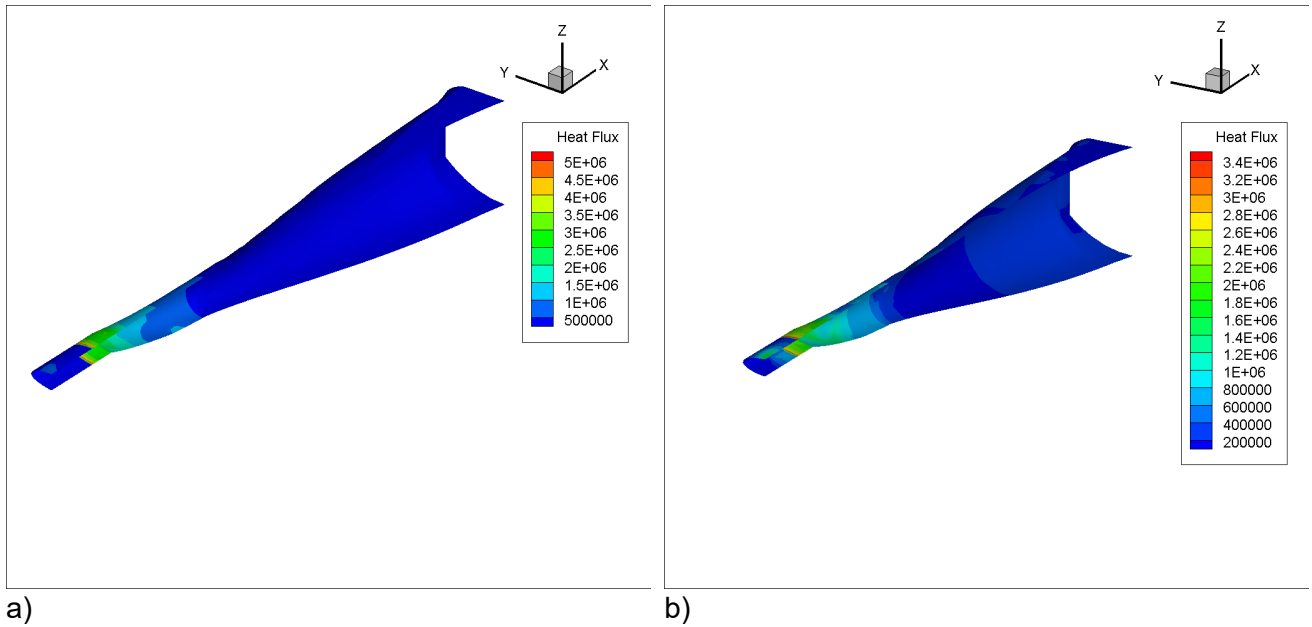 Z
Y
X
Heat Flux
5E+06
4.5E+06
4E+06
3.5E+06
3E+06
2.5E+06
2E+06
1.5E+06
1E+06
500000
a)
Z
Y
X
Heat Flux
3.4E+06
3.2E+06
3E+06
2.8E+06
2.6E+06
2.4E+06
2.2E+06
2E+06
1.8E+06
1.6E+06
1.4E+06
1.2E+06
1E+06
800000
600000
400000
200000
b)